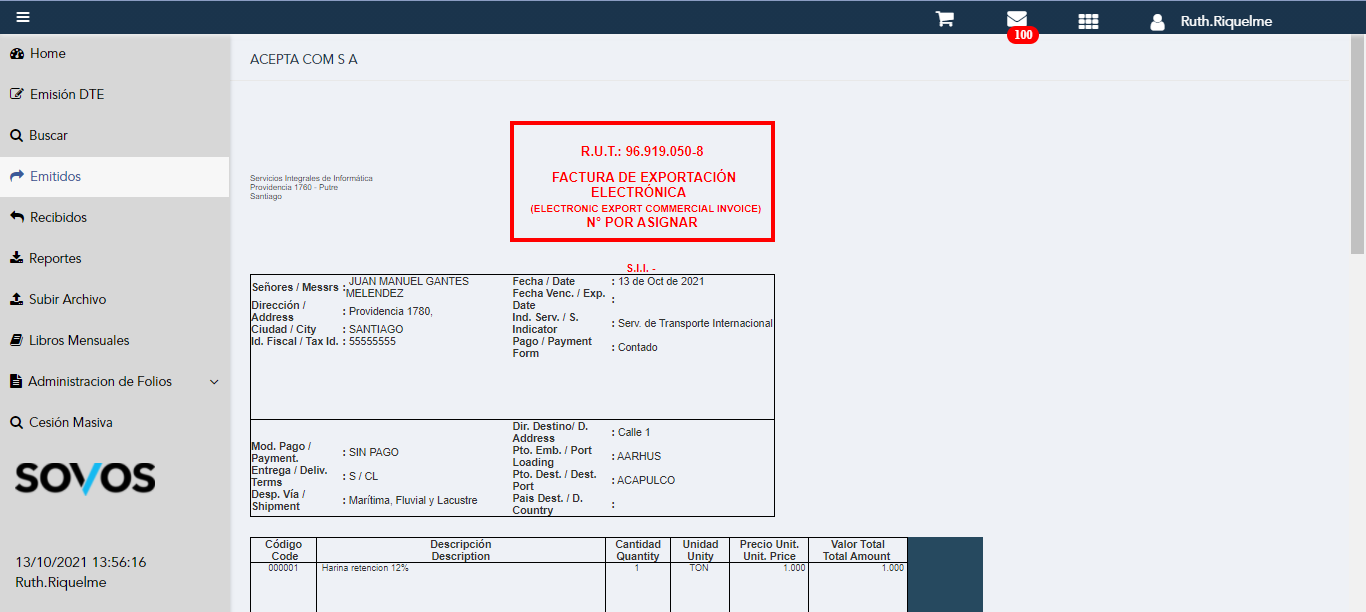 Ruth.Riquelme
100
Home
Emisión DTE
Buscar
Emitidos
Recibidos
Reportes
Subir Archivo
Libros Mensuales
Administracion de Folios
Cesión Masiva
sovos
13/10/2021 13:56:16
Ruth.Riquelme
ACEPTA COM S A
Servicios Integrales de Informática
Providencia 1760 - Putre
Santiago
R.U.T.: 96.919.050-8
FACTURA DE EXPORTACIÓN
ELECTRÓNICA
(ELECTRONIC EXPORT COMMERCIAL INVOICE)
N° POR ASIGNAR
S.I.I. -
Señores / Messrs : JUAN MANUEL GANTES
MELENDEZ
Dirección /
Address : Providencia 1780,
Ciudad / City : SANTIAGO
Id. Fiscal / Tax Id. : 55555555
Fecha / Date : 13 de Oct de 2021
Fecha Venc. / Exp.
Date :
Ind. Serv. / S.
Indicator : Serv. de Transporte Internacional
Pago / Payment
Form : Contado
Mod. Pago /
Payment. : SIN PAGO
Entrega / Deliv.
Terms : S / CL
Desp. Vía /
Shipment : Marítima, Fluvial y Lacustre
Dir. Destino/ D.
Address : Calle 1
Pto. Emb. / Port
Loading : AARHUS
Pto. Dest. / Dest.
Port : ACAPULCO
Pais Dest. / D.
Country :
Código Descripción Cantidad Unidad Precio Unit. Valor Total
Code Description Quantity Unity Unit. Price Total Amount
000001 Harina retencion 12% 1 TON 1.000 1.000